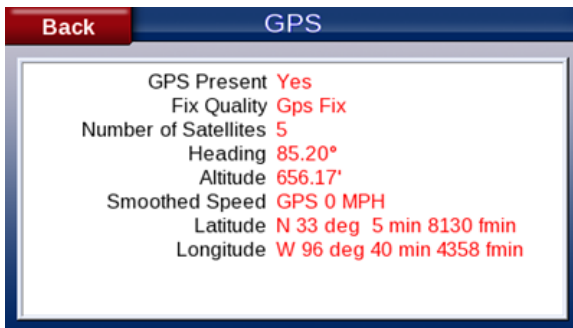 Back
GPS
GPS Present Yes
Fix Quality Gps Fix
Number of Satellites 5
Heading 85.20°
Altitude 656.17'
Smoothed Speed GPS 0 MPH
Latitude N 33 deg  5 min 8130 fmin
Longitude W 96 deg 40 min 4358 fmin